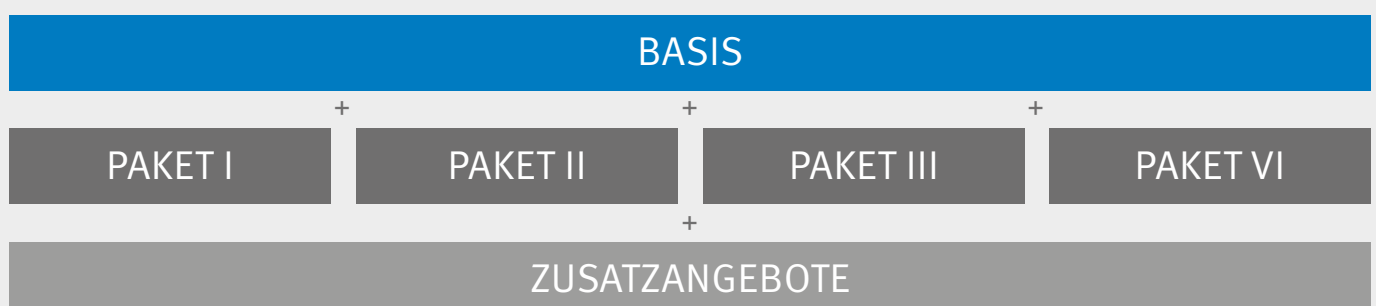 BASIS
+ + +
PAKET I PAKET II PAKET III PAKET VI
+
ZUSATZANGEBOTE